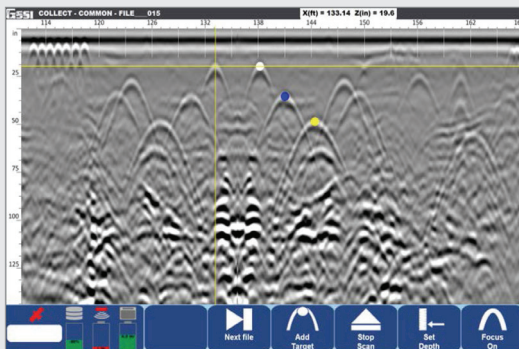 GSSI COLLECT - COMMON - FILE___015 X(ft) = 133.14 Z(in) = 19.6
114 120 126 132 138 144 150 156 162
in
25
50
75
100
125
Next file
Add Target
Stop Scan
Set Depth
Focus On